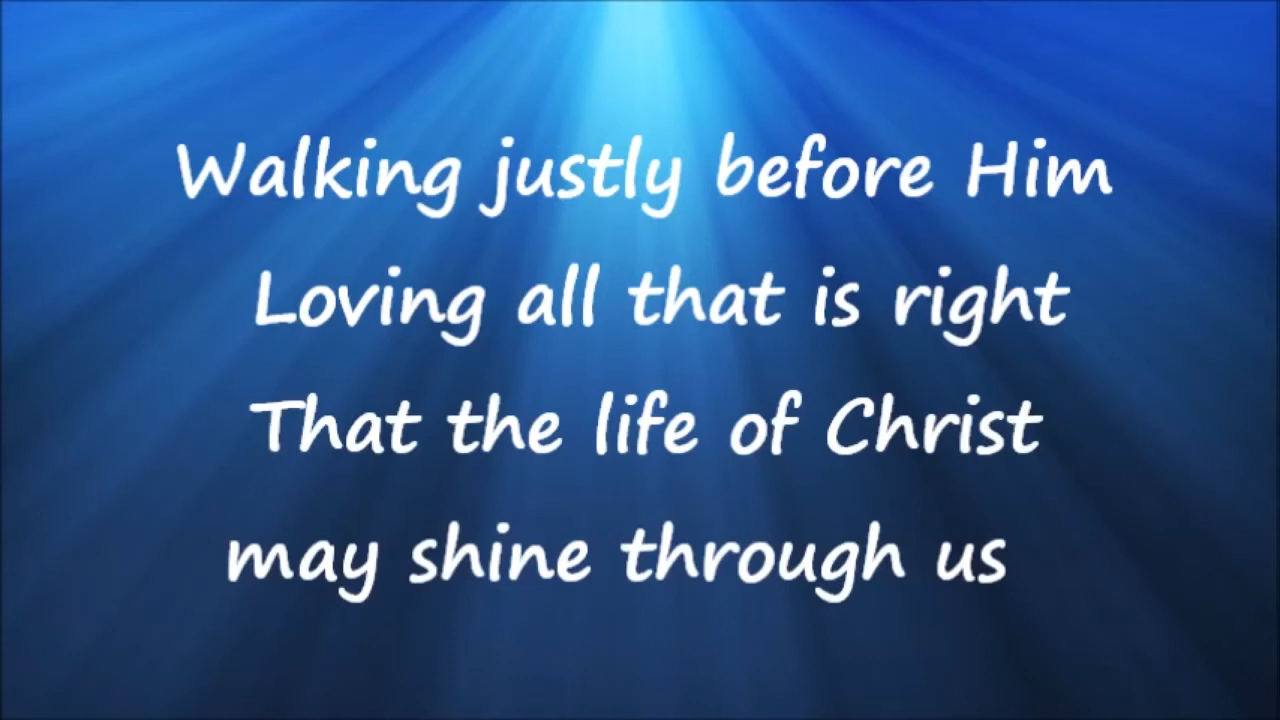 Walking justly before Him
Loving all that is right
That the life of Christ
may shine through us